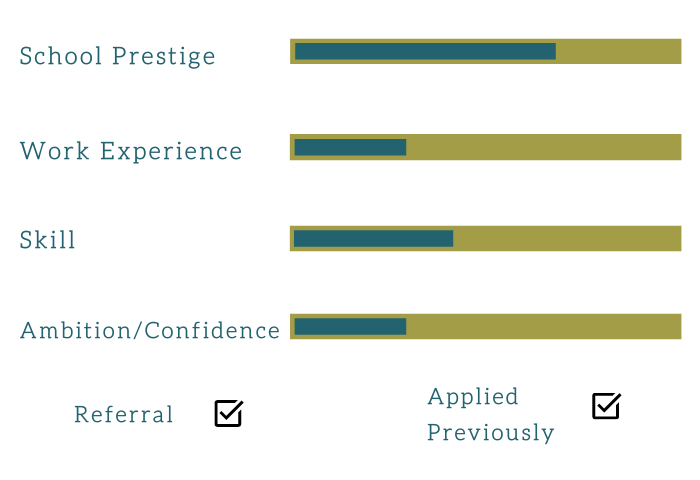 School Prestige
Work Experience
Skill
Ambition/Confidence
Referral
Applied
Previously